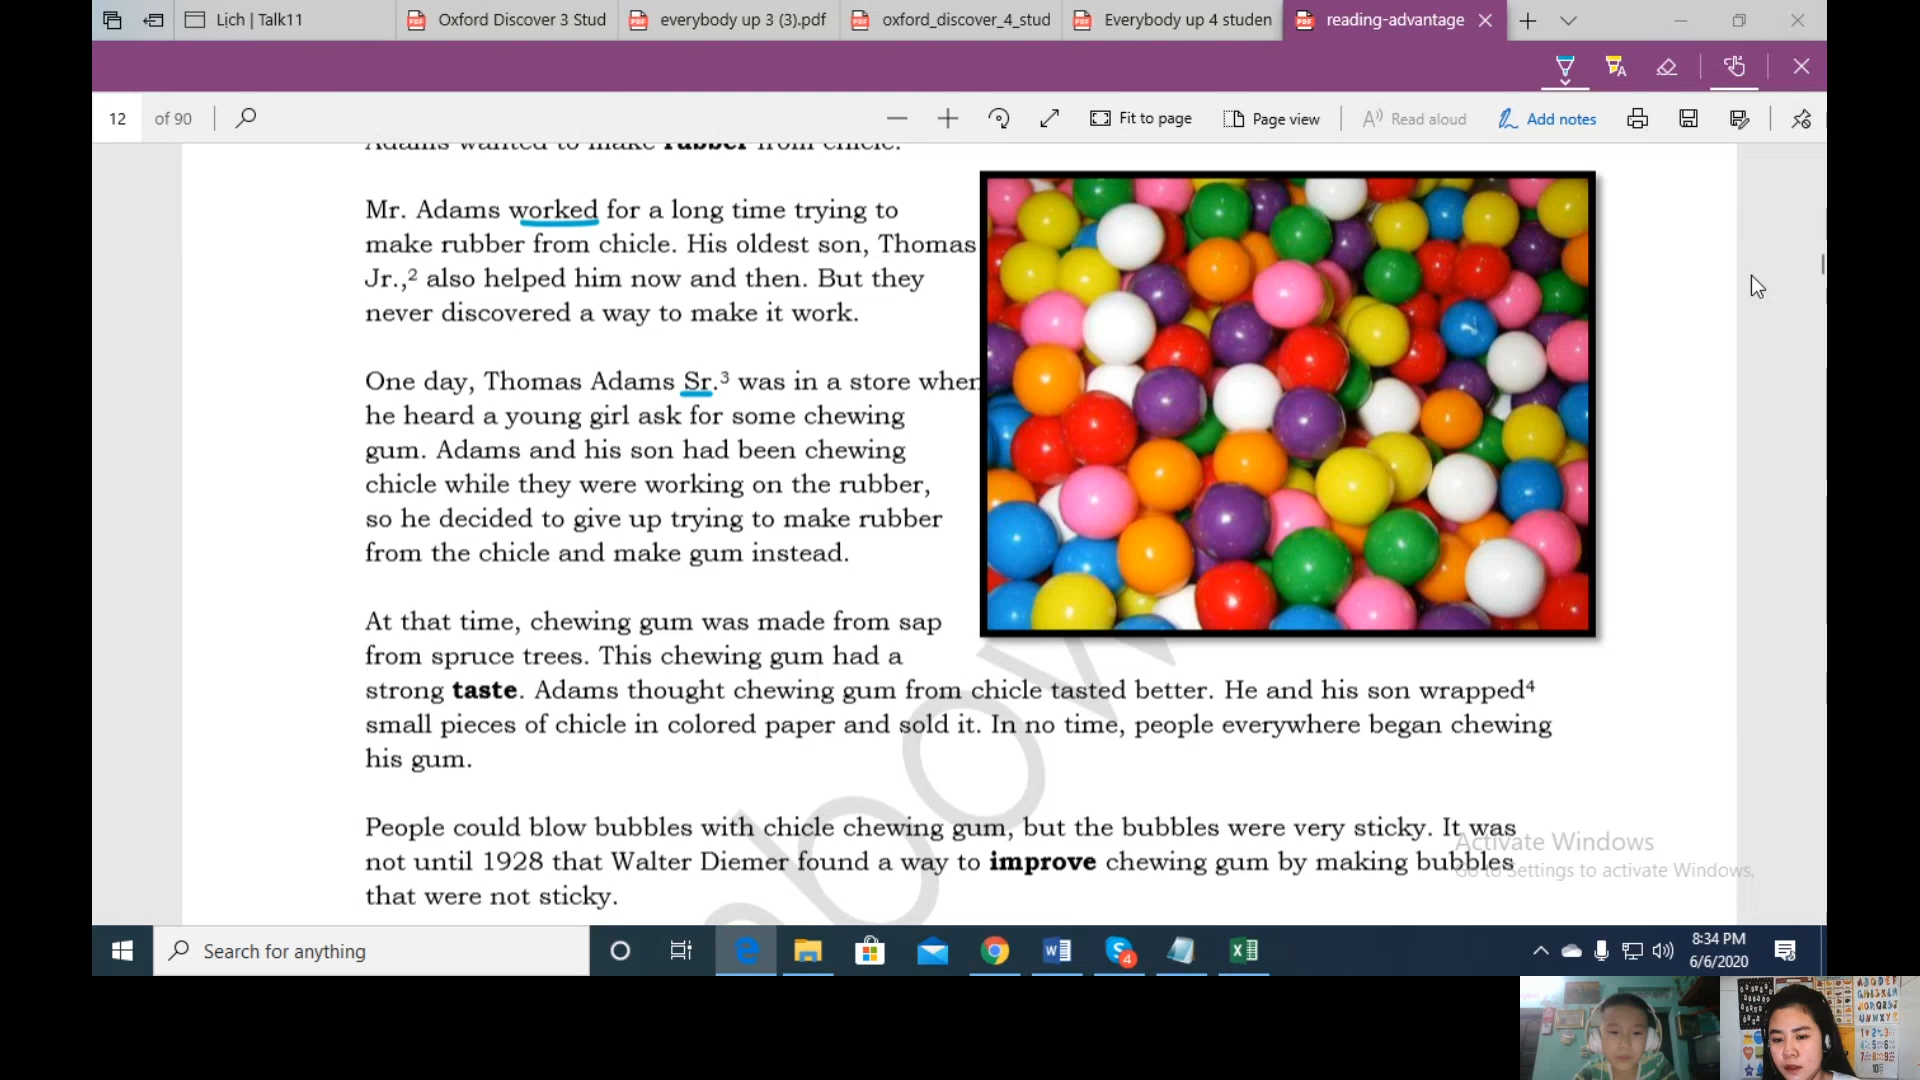 Lịch | Talk11
Oxford Discover 3 Stud
everybody up 3 (3).pdf
oxford_discover_4_stud
Everybody up 4 studen
reading-advantage
12 of 90
Fit to page
Page view
Read aloud
Add notes
Adams wanted to make rubber from chicle.
Mr. Adams worked for a long time trying to
make rubber from chicle. His oldest son, Thomas
Jr.,² also helped him now and then. But they
never discovered a way to make it work.
One day, Thomas Adams Sr.³ was in a store when
he heard a young girl ask for some chewing
gum. Adams and his son had been chewing
chicle while they were working on the rubber,
so he decided to give up trying to make rubber
from the chicle and make gum instead.
At that time, chewing gum was made from sap
from spruce trees. This chewing gum had a
strong taste. Adams thought chewing gum from chicle tasted better. He and his son wrapped⁴
small pieces of chicle in colored paper and sold it. In no time, people everywhere began chewing
his gum.
People could blow bubbles with chicle chewing gum, but the bubbles were very sticky. It was
not until 1928 that Walter Diemer found a way to improve chewing gum by making bubbles
that were not sticky.
Activate Windows
Go to Settings to activate Windows.
Search for anything
4
8:34 PM
6/6/2020